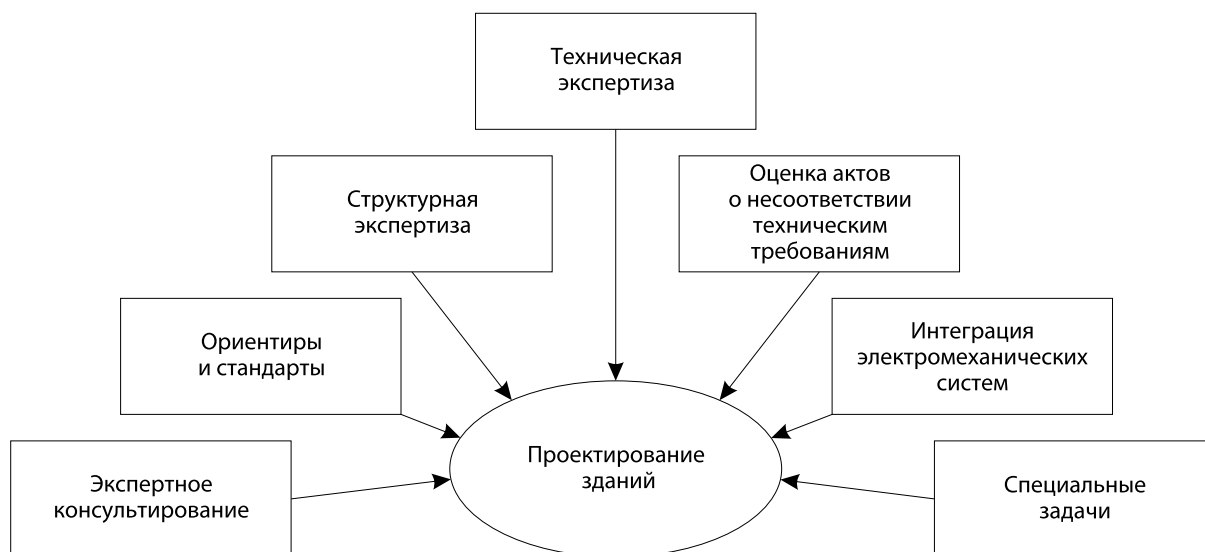 Техническая
экспертиза
Структурная
экспертиза
Оценка актов
о несоответствии
техническим
требованиям
Ориентиры
и стандарты
Интеграция
электромеханических
систем
Экспертное
консультирование
Проектирование
зданий
Специальные
задачи